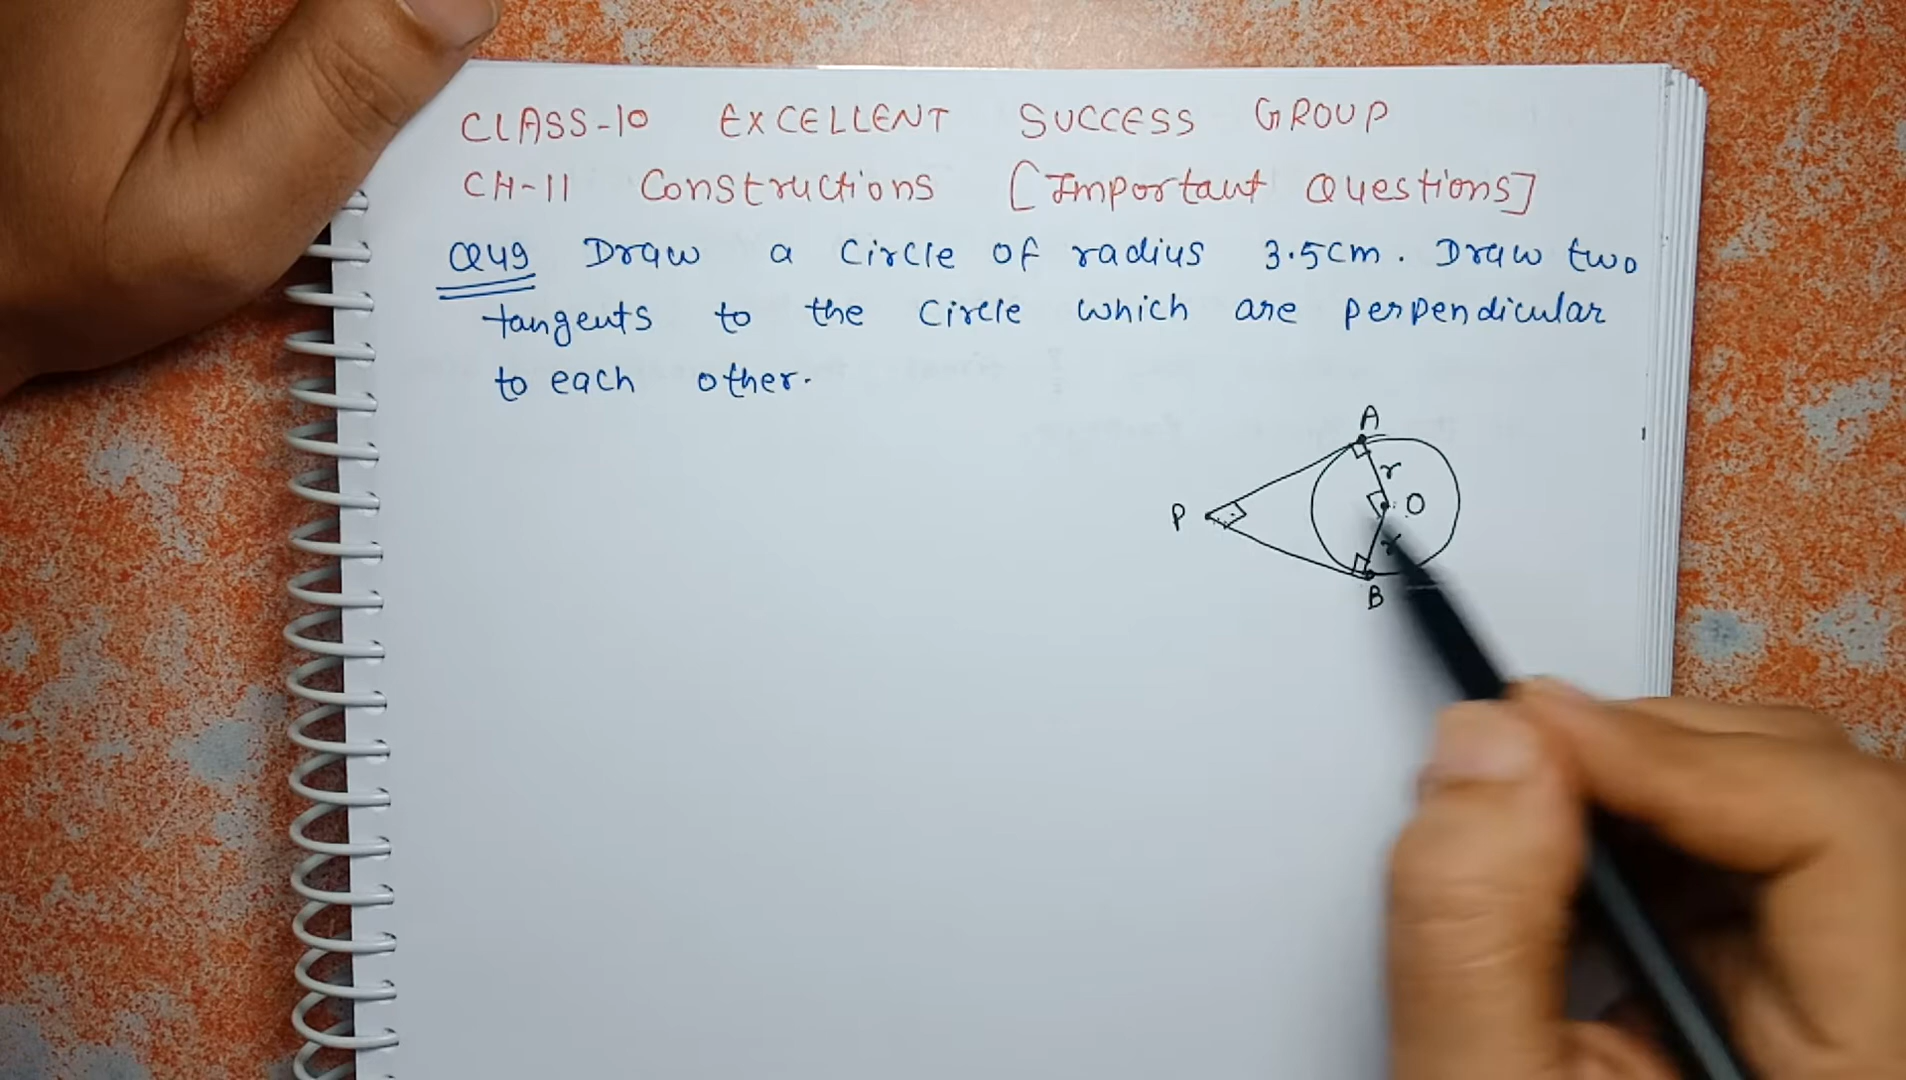 CLASS-10 EXCELLENT SUCCESS GROUP
CH-11 Constructions [Important Questions]
Q49 Draw a circle of radius 3.5cm. Draw two
tangents to the circle which are perpendicular
to each other.
A
r
P
O
r
B